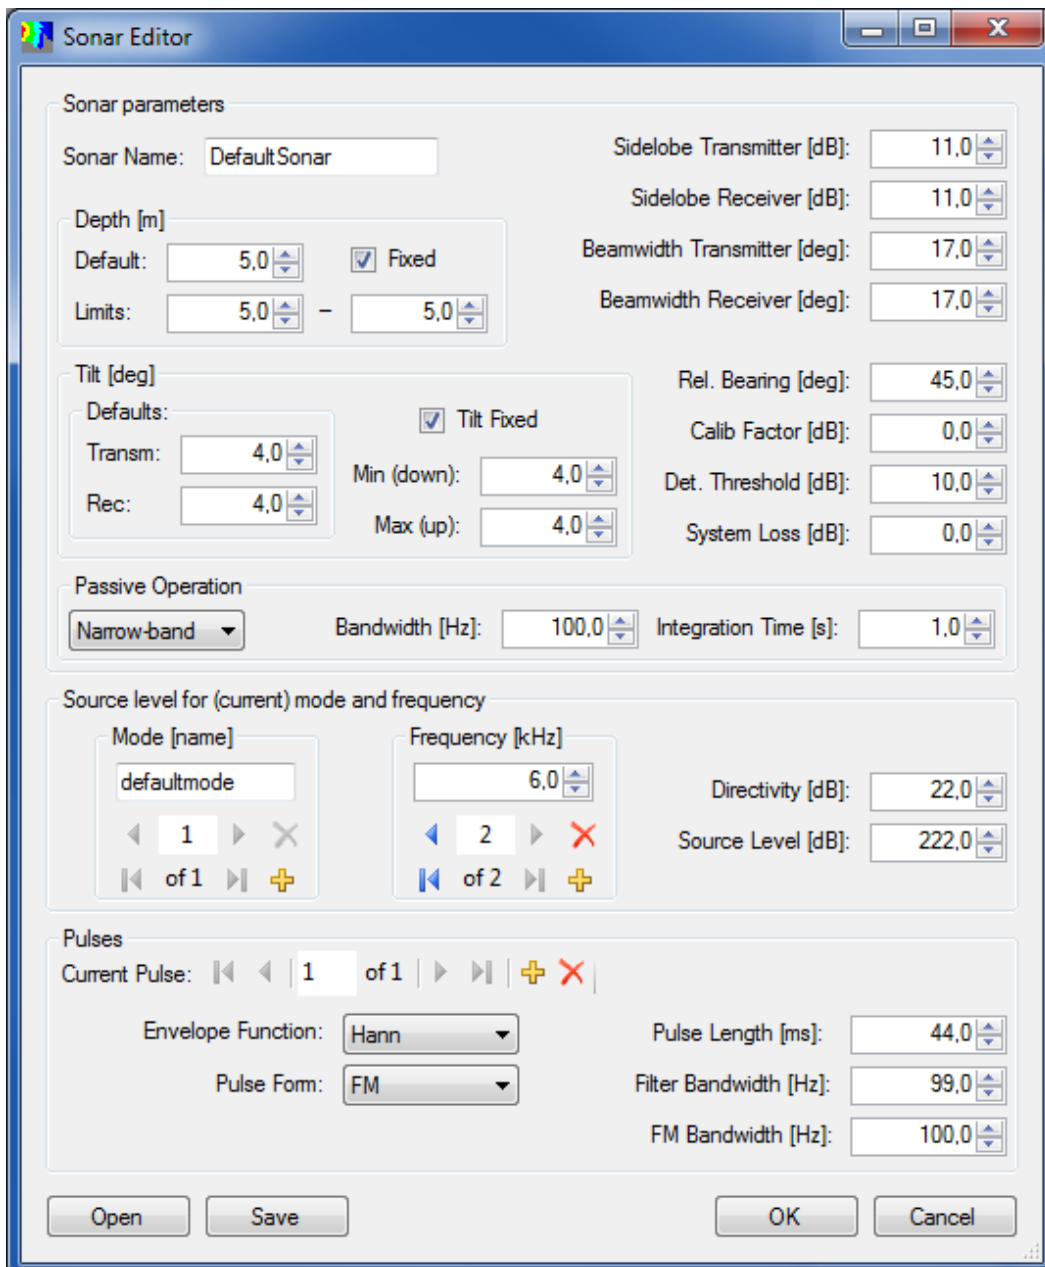 Sonar Editor
Sonar parameters
Sonar Name: DefaultSonar
Sidelobe Transmitter [dB]: 11,0
Sidelobe Receiver [dB]: 11,0
Beamwidth Transmitter [deg]: 17,0
Beamwidth Receiver [deg]: 17,0
Depth [m]
Default: 5,0 Fixed
Limits: 5,0 – 5,0
Tilt [deg]
Defaults:
Transm: 4,0
Rec: 4,0
Tilt Fixed
Min (down): 4,0
Max (up): 4,0
Rel. Bearing [deg]: 45,0
Calib Factor [dB]: 0,0
Det. Threshold [dB]: 10,0
System Loss [dB]: 0,0
Passive Operation
Narrow-band Bandwidth [Hz]: 100,0 Integration Time [s]: 1,0
Source level for (current) mode and frequency
Mode [name]
defaultmode
1
of 1
Frequency [kHz]
6,0
2
of 2
Directivity [dB]: 22,0
Source Level [dB]: 222,0
Pulses
Current Pulse: 1 of 1
Envelope Function: Hann
Pulse Form: FM
Pulse Length [ms]: 44,0
Filter Bandwidth [Hz]: 99,0
FM Bandwidth [Hz]: 100,0
Open Save OK Cancel